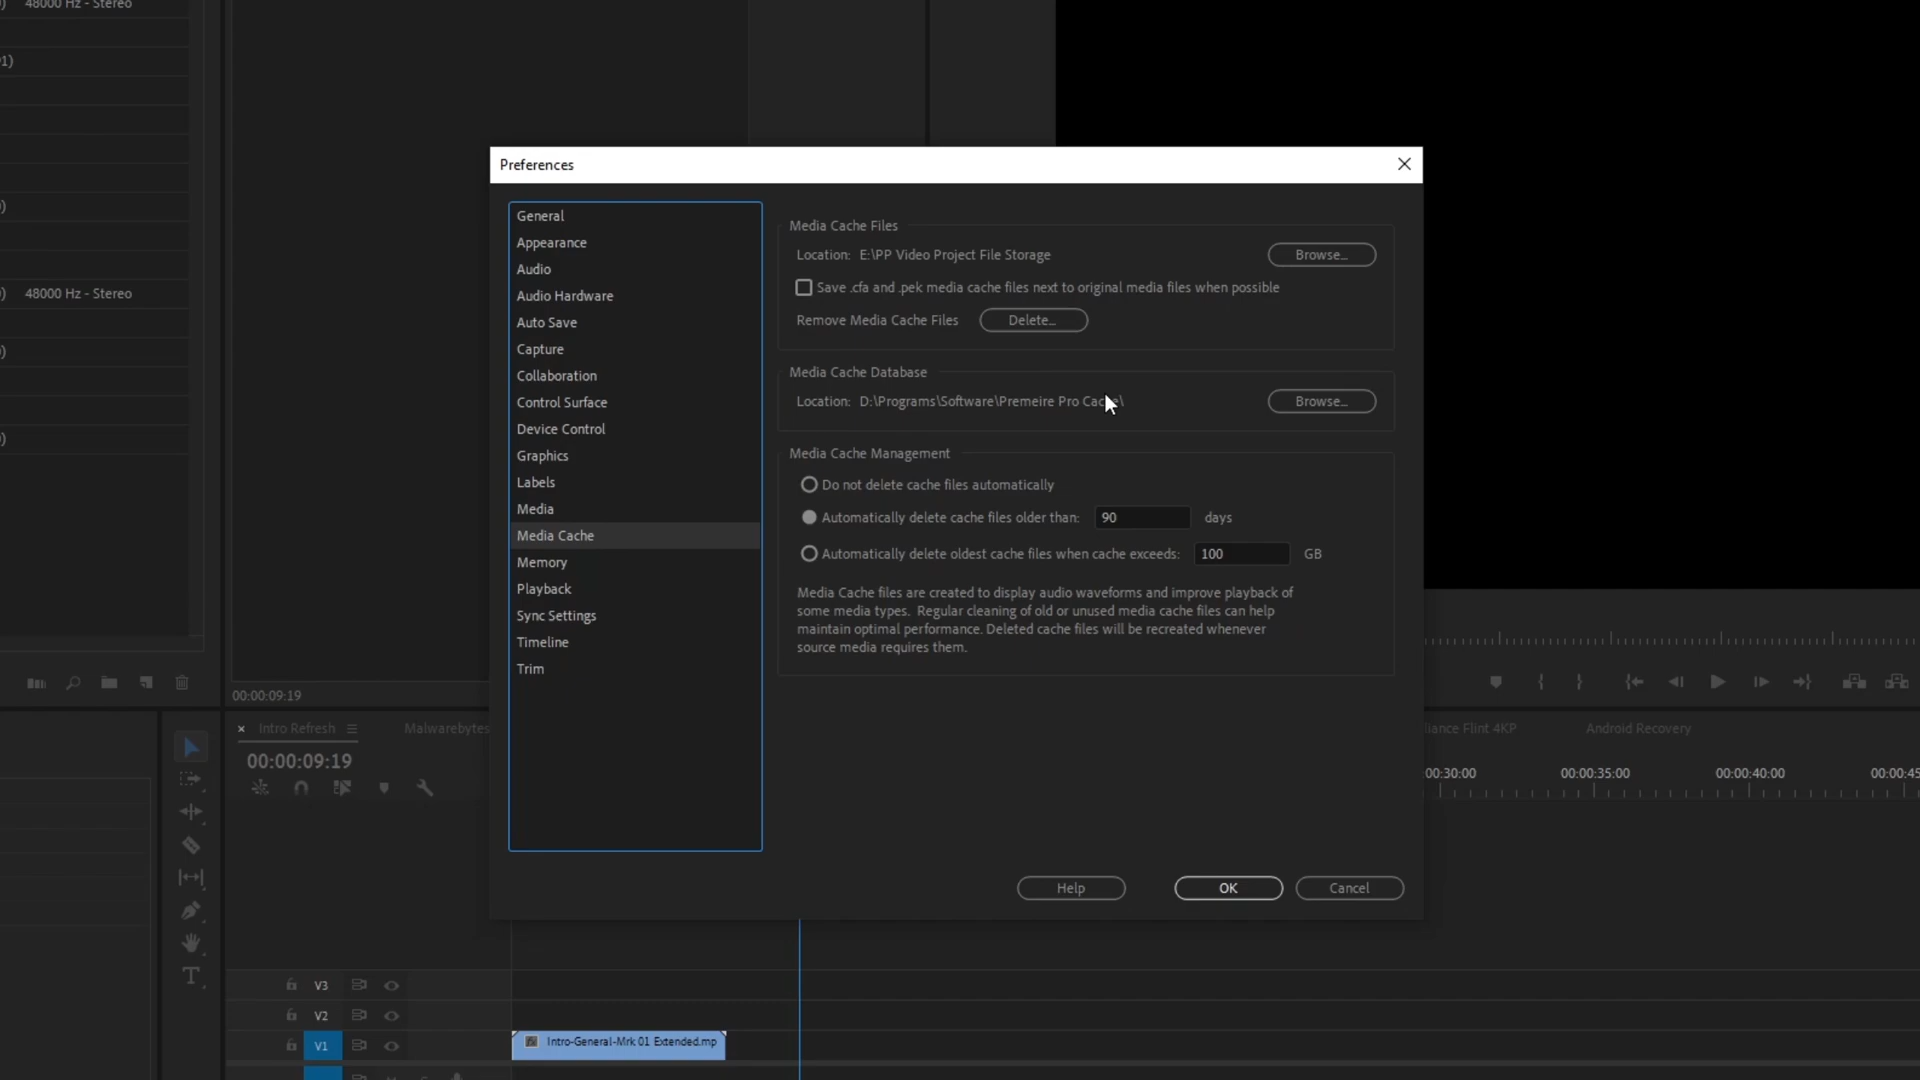 48000 Hz - Stereo
48000 Hz - Stereo
Preferences
General
Appearance
Audio
Audio Hardware
Auto Save
Capture
Collaboration
Control Surface
Device Control
Graphics
Labels
Media
Media Cache
Memory
Playback
Sync Settings
Timeline
Trim
Media Cache Files
Location: E:\PP Video Project File Storage
Browse...
Save .cfa and .pek media cache files next to original media files when possible
Remove Media Cache Files
Delete...
Media Cache Database
Location: D:\Programs\Software\Premeire Pro Cache\
Browse...
Media Cache Management
Do not delete cache files automatically
Automatically delete cache files older than: 90 days
Automatically delete oldest cache files when cache exceeds: 100 GB
Media Cache files are created to display audio waveforms and improve playback of
some media types. Regular cleaning of old or unused media cache files can help
maintain optimal performance. Deleted cache files will be recreated whenever
source media requires them.
Help
OK
Cancel
00:00:09:19
Intro Refresh
Malwarebytes
liance Flint 4KP
Android Recovery
00:00:09:19
00:30:00
00:00:35:00
00:00:40:00
00:00:45
V3
V2
V1
Intro-General-Mrk 01 Extended.mp